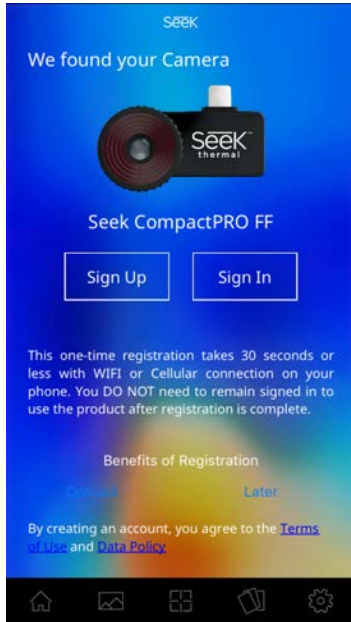 Seek
We found your Camera
Seek
thermal
Seek CompactPRO FF
Sign Up Sign In
This one-time registration takes 30 seconds or
less with WIFI or Cellular connection on your
phone. You DO NOT need to remain signed in to
use the product after registration is complete.
Benefits of Registration
Later
By creating an account, you agree to the Terms
of Use and Data Policy